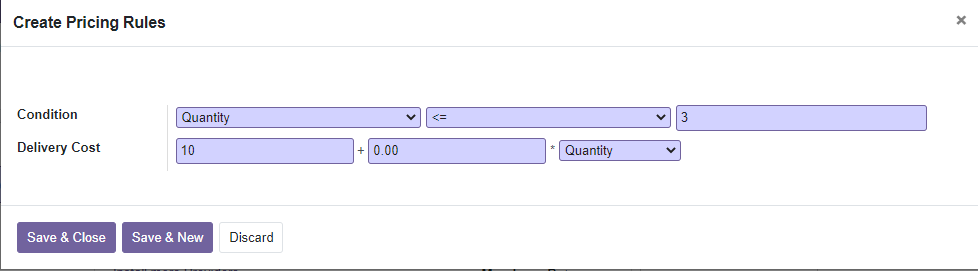 Create Pricing Rules ×
Condition Quantity <= 3
Delivery Cost 10 + 0.00 * Quantity
Save & Close Save & New Discard